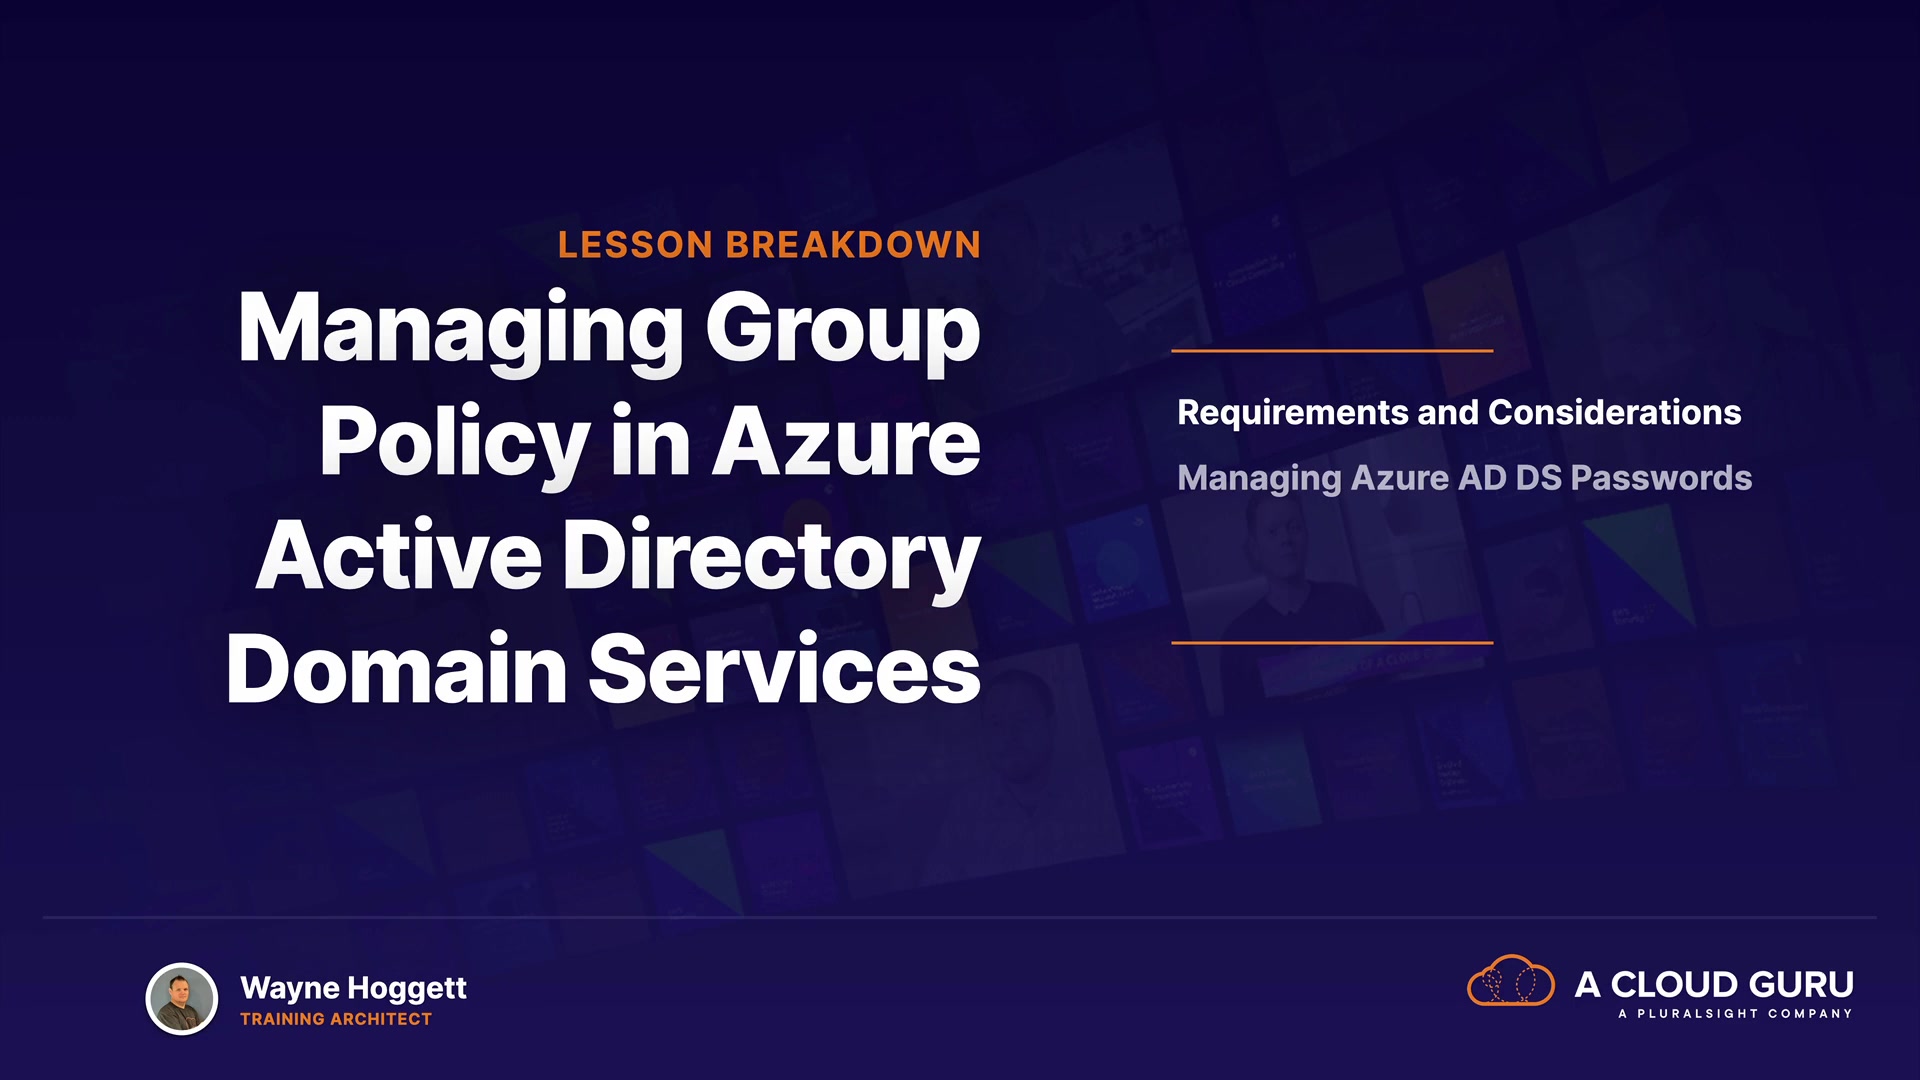 LESSON BREAKDOWN
Managing Group
Policy in Azure
Active Directory
Domain Services
Requirements and Considerations
Managing Azure AD DS Passwords
Wayne Hoggett
TRAINING ARCHITECT
A CLOUD GURU
A PLURALSIGHT COMPANY